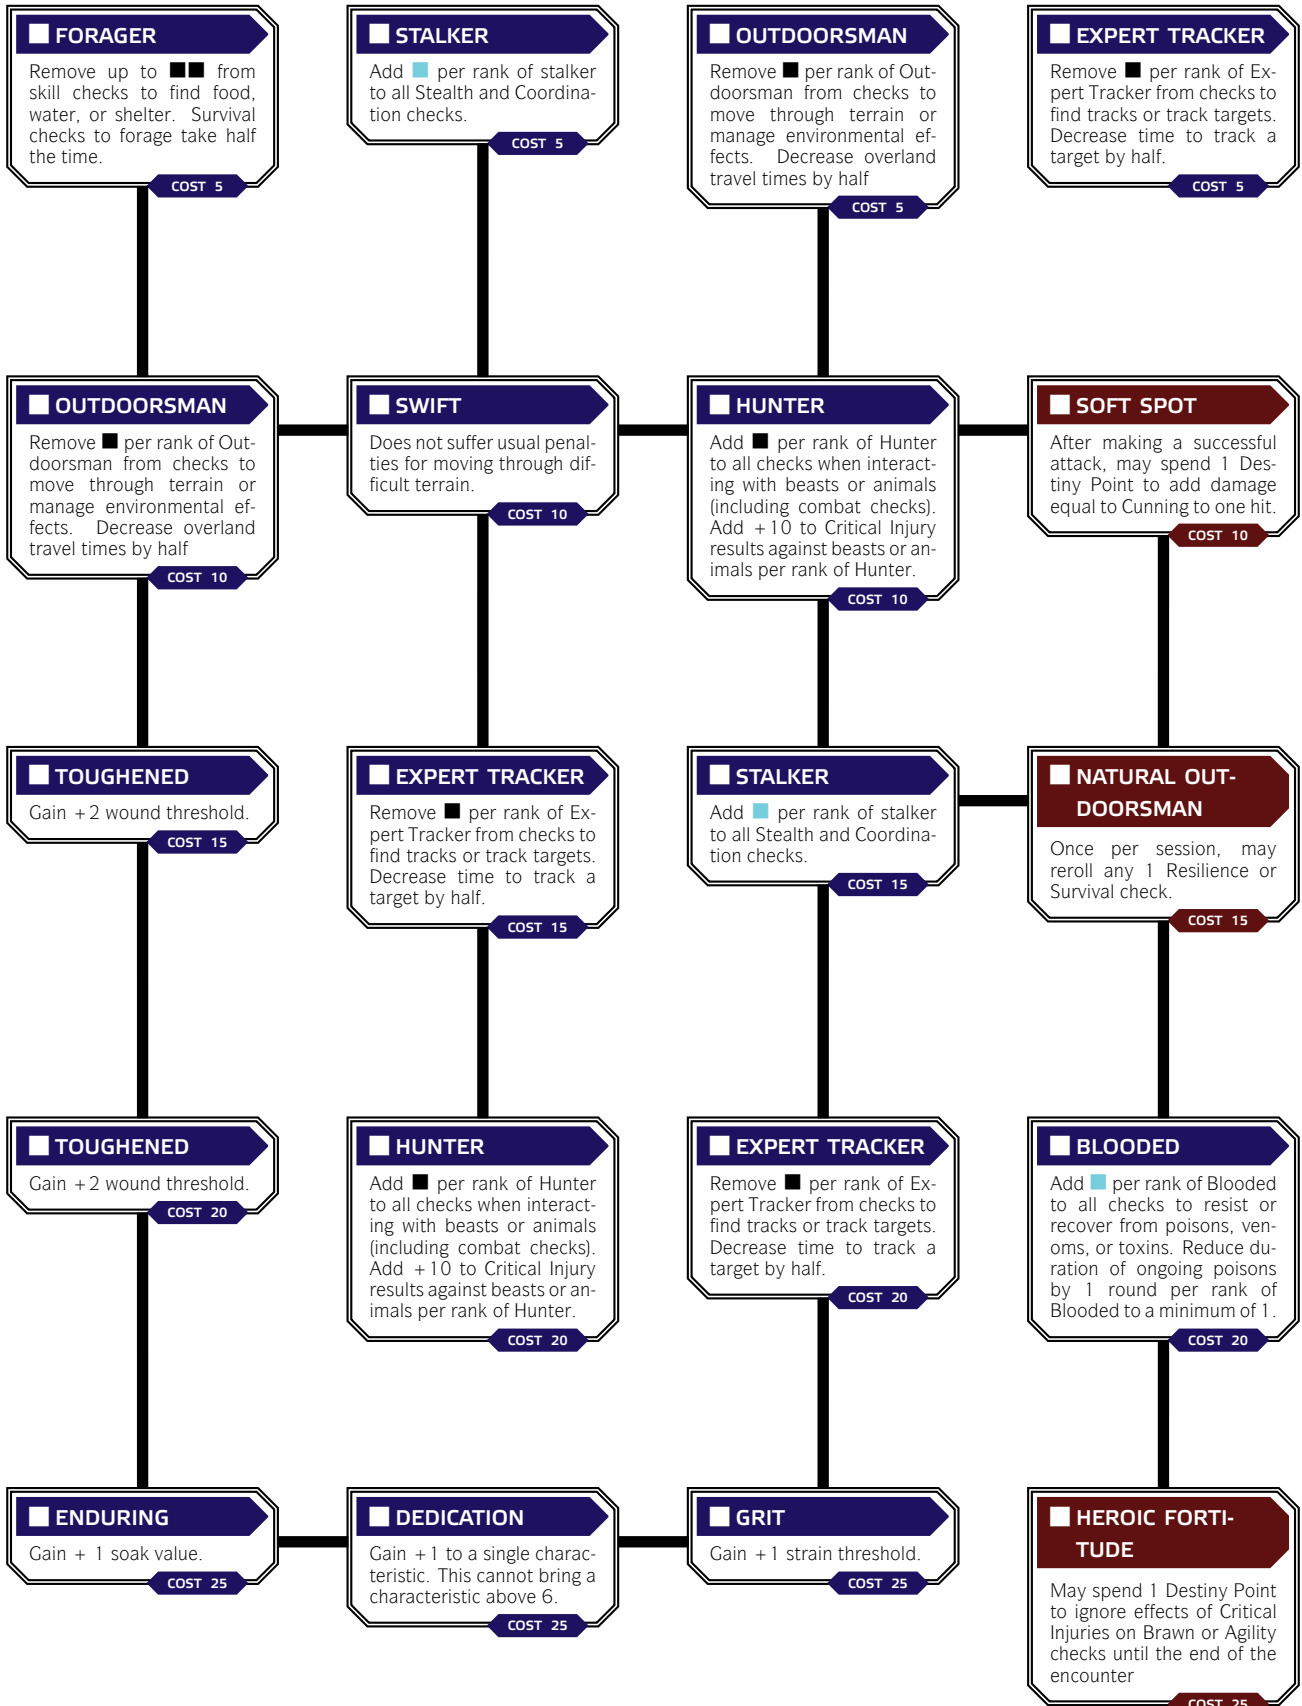 FORAGER
Remove up to ■■ from
skill checks to find food,
water, or shelter. Survival
checks to forage take half
the time.
COST 5
STALKER
Add ■ per rank of stalker
to all Stealth and Coordina-
tion checks.
COST 5
OUTDOORSMAN
Remove ■ per rank of Out-
doorsman from checks to
move through terrain or
manage environmental ef-
fects. Decrease overland
travel times by half
COST 5
EXPERT TRACKER
Remove ■ per rank of Ex-
pert Tracker from checks to
find tracks or track targets.
Decrease time to track a
target by half.
COST 5
OUTDOORSMAN
Remove ■ per rank of Out-
doorsman from checks to
move through terrain or
manage environmental ef-
fects. Decrease overland
travel times by half
COST 10
SWIFT
Does not suffer usual penal-
ties for moving through dif-
ficult terrain.
COST 10
HUNTER
Add ■ per rank of Hunter
to all checks when interact-
ing with beasts or animals
(including combat checks).
Add +10 to Critical Injury
results against beasts or an-
imals per rank of Hunter.
COST 10
SOFT SPOT
After making a successful
attack, may spend 1 Des-
tiny Point to add damage
equal to Cunning to one hit.
COST 10
TOUGHENED
Gain +2 wound threshold.
COST 15
EXPERT TRACKER
Remove ■ per rank of Ex-
pert Tracker from checks to
find tracks or track targets.
Decrease time to track a
target by half.
COST 15
STALKER
Add ■ per rank of stalker
to all Stealth and Coordina-
tion checks.
COST 15
NATURAL OUT-
DOORSMAN
Once per session, may
reroll any 1 Resilience or
Survival check.
COST 15
TOUGHENED
Gain +2 wound threshold.
COST 20
HUNTER
Add ■ per rank of Hunter
to all checks when interact-
ing with beasts or animals
(including combat checks).
Add +10 to Critical Injury
results against beasts or an-
imals per rank of Hunter.
COST 20
EXPERT TRACKER
Remove ■ per rank of Ex-
pert Tracker from checks to
find tracks or track targets.
Decrease time to track a
target by half.
COST 20
BLOODED
Add ■ per rank of Blooded
to all checks to resist or
recover from poisons, ven-
oms, or toxins. Reduce du-
ration of ongoing poisons
by 1 round per rank of
Blooded to a minimum of 1.
COST 20
ENDURING
Gain + 1 soak value.
COST 25
DEDICATION
Gain +1 to a single charac-
teristic. This cannot bring a
characteristic above 6.
COST 25
GRIT
Gain +1 strain threshold.
COST 25
HEROIC FORTI-
TUDE
May spend 1 Destiny Point
to ignore effects of Critical
Injuries on Brawn or Agility
checks until the end of the
encounter
COST 25